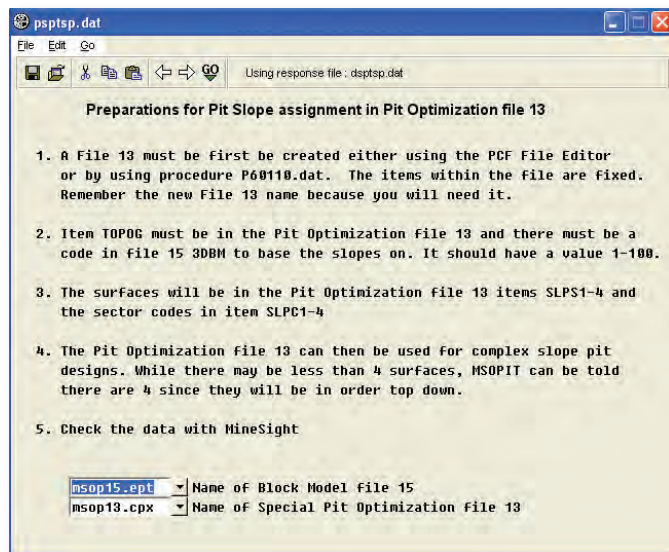 psptsp.dat
File Edit Go
GO Using response file : dsptsp.dat
Preparations for Pit Slope assignment in Pit Optimization file 13
1. A File 13 must be first be created either using the PCF File Editor
or by using procedure P60110.dat. The items within the file are fixed.
Remember the new File 13 name because you will need it.
2. Item TOPOG must be in the Pit Optimization file 13 and there must be a
code in file 15 3DBM to base the slopes on. It should have a value 1-100.
3. The surfaces will be in the Pit Optimization file 13 items SLPS1-4 and
the sector codes in item SLPC1-4
4. The Pit Optimization file 13 can then be used for complex slope pit
designs. While there may be less than 4 surfaces, MSOPIT can be told
there are 4 since they will be in order top down.
5. Check the data with MineSight
msop15.ept Name of Block Model file 15
msop13.cpx Name of Special Pit Optimization file 13